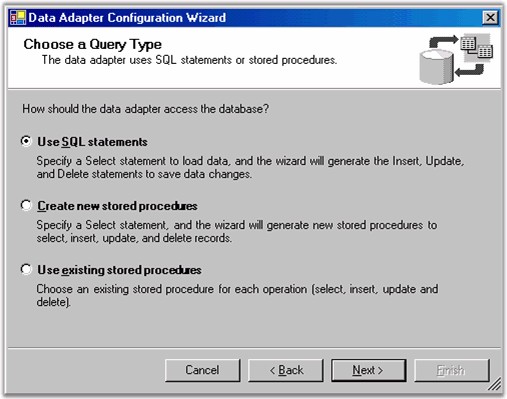 Data Adapter Configuration Wizard
Choose a Query Type
The data adapter uses SQL statements or stored procedures.
How should the data adapter access the database?
Use SQL statements
Specify a Select statement to load data, and the wizard will generate the Insert, Update,
and Delete statements to save data changes.
Create new stored procedures
Specify a Select statement, and the wizard will generate new stored procedures to
select, insert, update, and delete records.
Use existing stored procedures
Choose an existing stored procedure for each operation (select, insert, update and
delete).
Cancel < Back Next > Finish